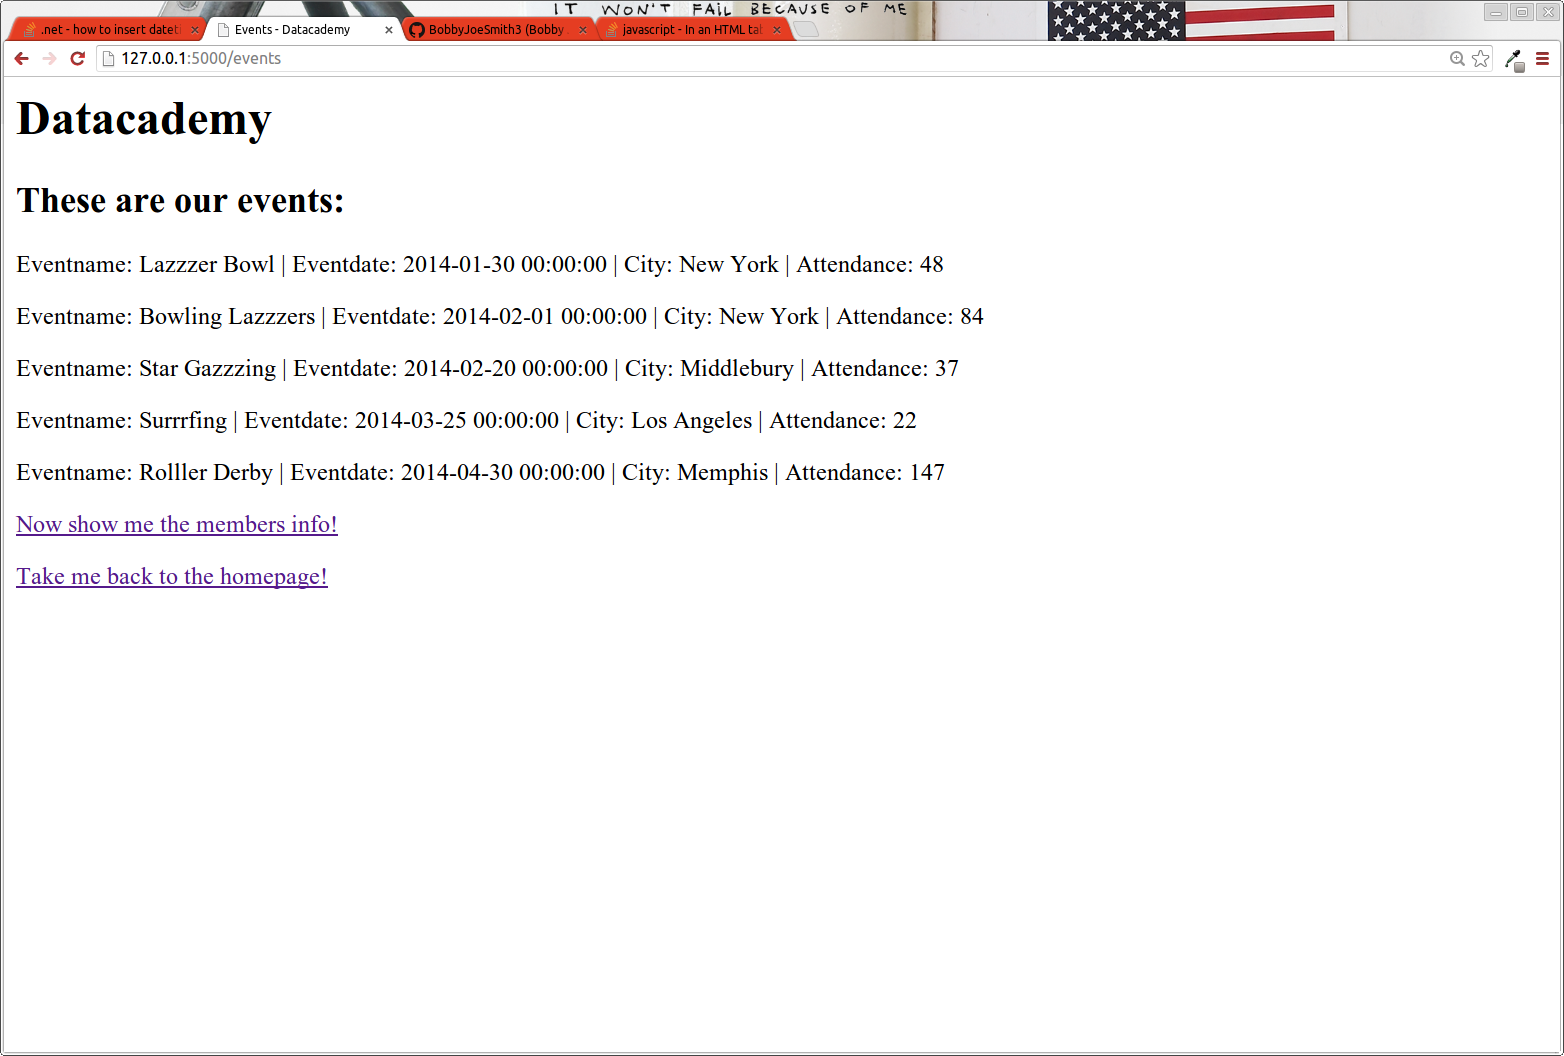 IT WON'T FAIL BECAUSE OF ME
.net - how to insert datet
Events - Datacademy
BobbyJoeSmith3 (Bobby
javascript - In an HTML tab
127.0.0.1:5000/events
Datacademy
These are our events:
Eventname: Lazzzer Bowl | Eventdate: 2014-01-30 00:00:00 | City: New York | Attendance: 48
Eventname: Bowling Lazzzers | Eventdate: 2014-02-01 00:00:00 | City: New York | Attendance: 84
Eventname: Star Gazzzing | Eventdate: 2014-02-20 00:00:00 | City: Middlebury | Attendance: 37
Eventname: Surrrfing | Eventdate: 2014-03-25 00:00:00 | City: Los Angeles | Attendance: 22
Eventname: Rolller Derby | Eventdate: 2014-04-30 00:00:00 | City: Memphis | Attendance: 147
Now show me the members info!
Take me back to the homepage!